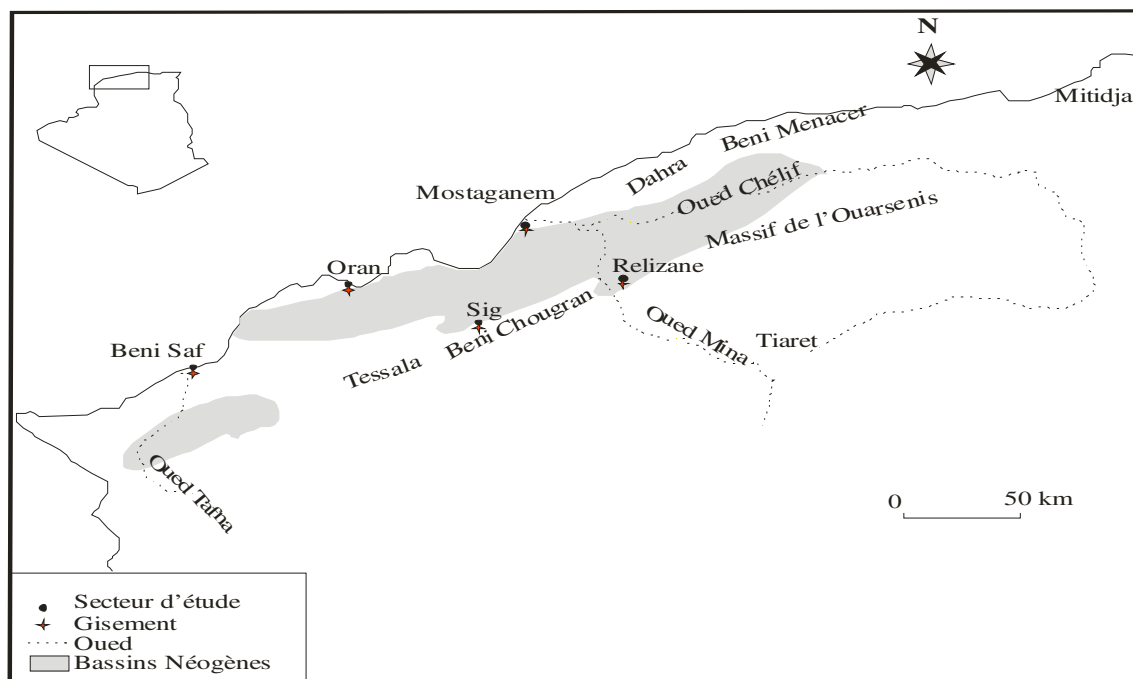 N
Mitidja
Beni Menacer
Dahra
Mostaganem
Oued Chélif
Massif de l'Ouarsenis
Oran
Relizane
Sig
Beni Chougran
Oued Mina
Tiaret
Beni Saf
Tessala
Oued Tafna
0 50 km
Secteur d'étude
Gisement
Oued
Bassins Néogènes